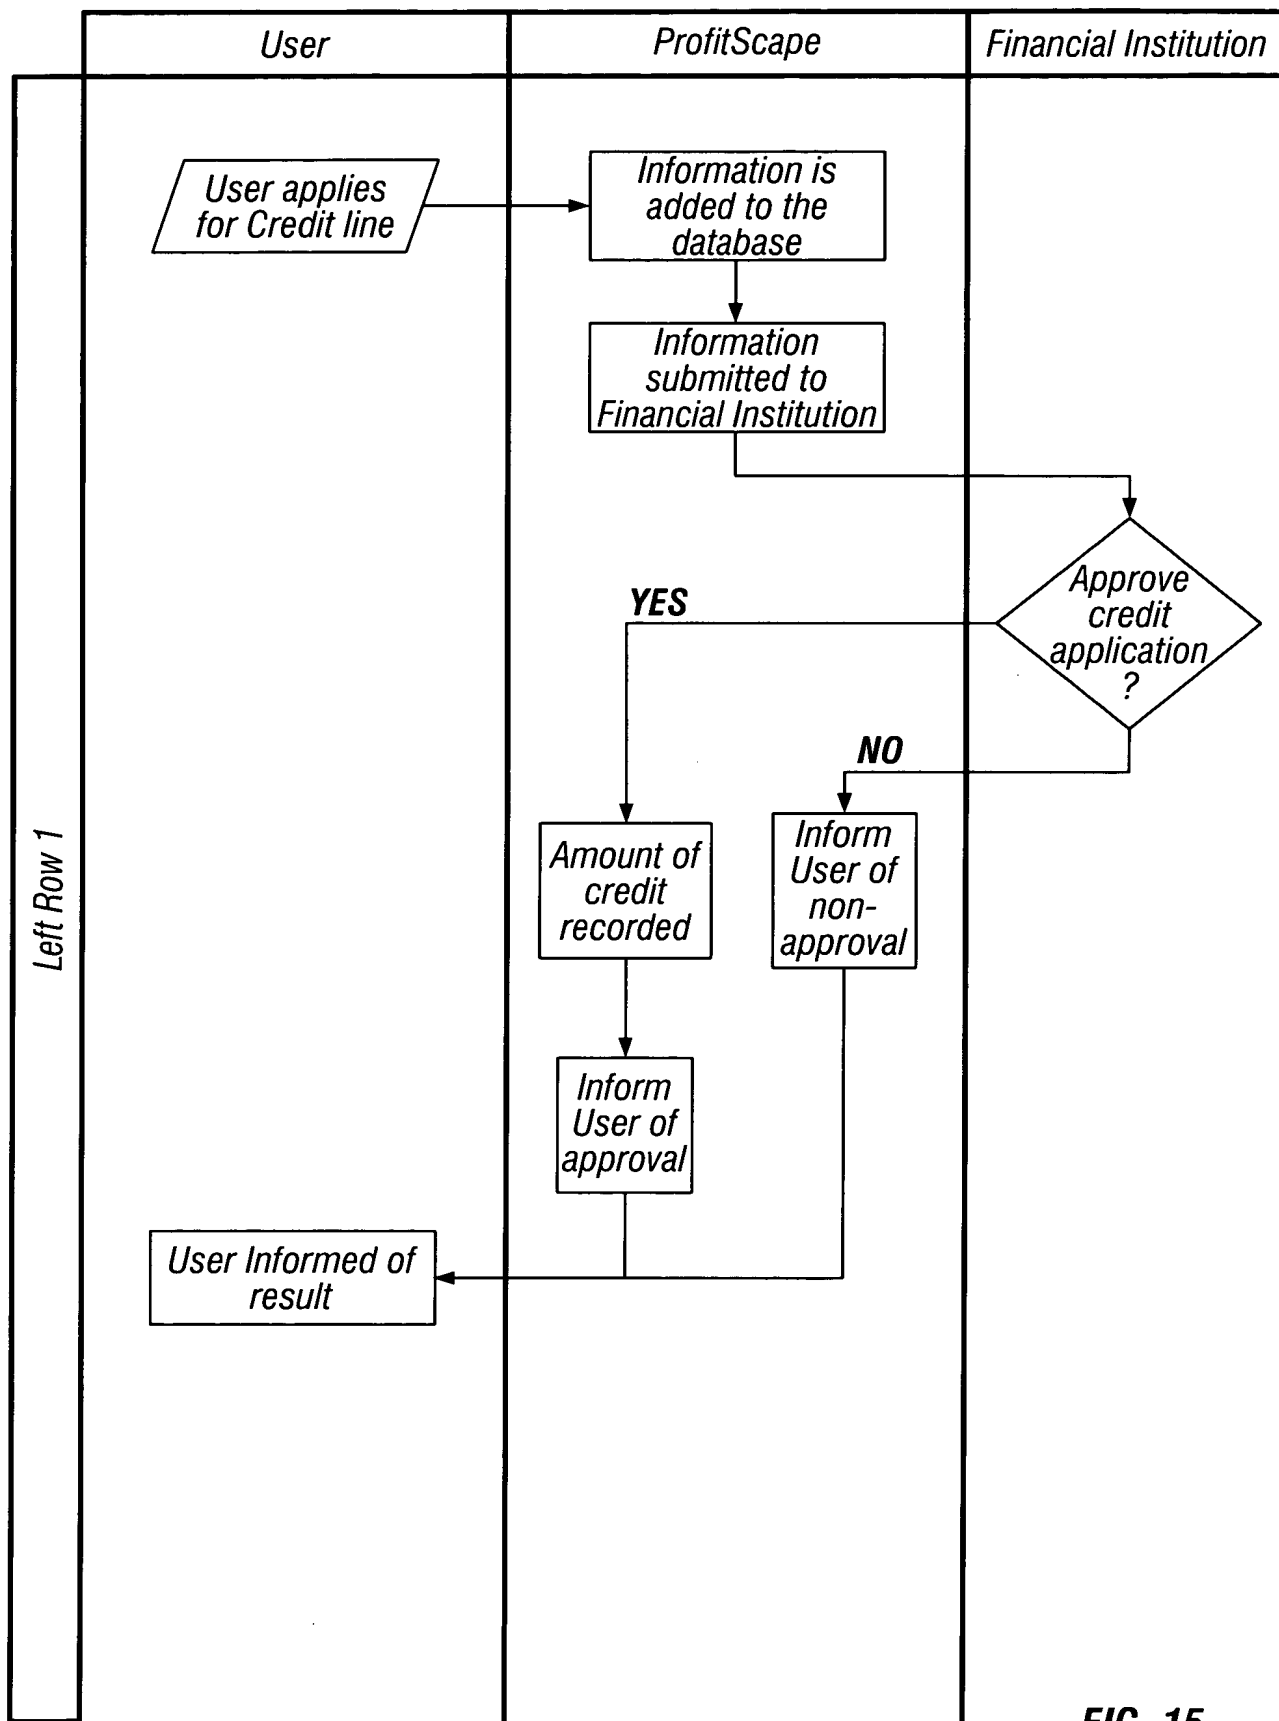 User
ProfitScape
Financial Institution
Left Row 1
User applies
for Credit line
Information is
added to the
database
Information
submitted to
Financial Institution
Approve
credit
application
?
YES
NO
Amount of
credit
recorded
Inform
User of
non-
approval
Inform
User of
approval
User Informed of
result
FIG. 15